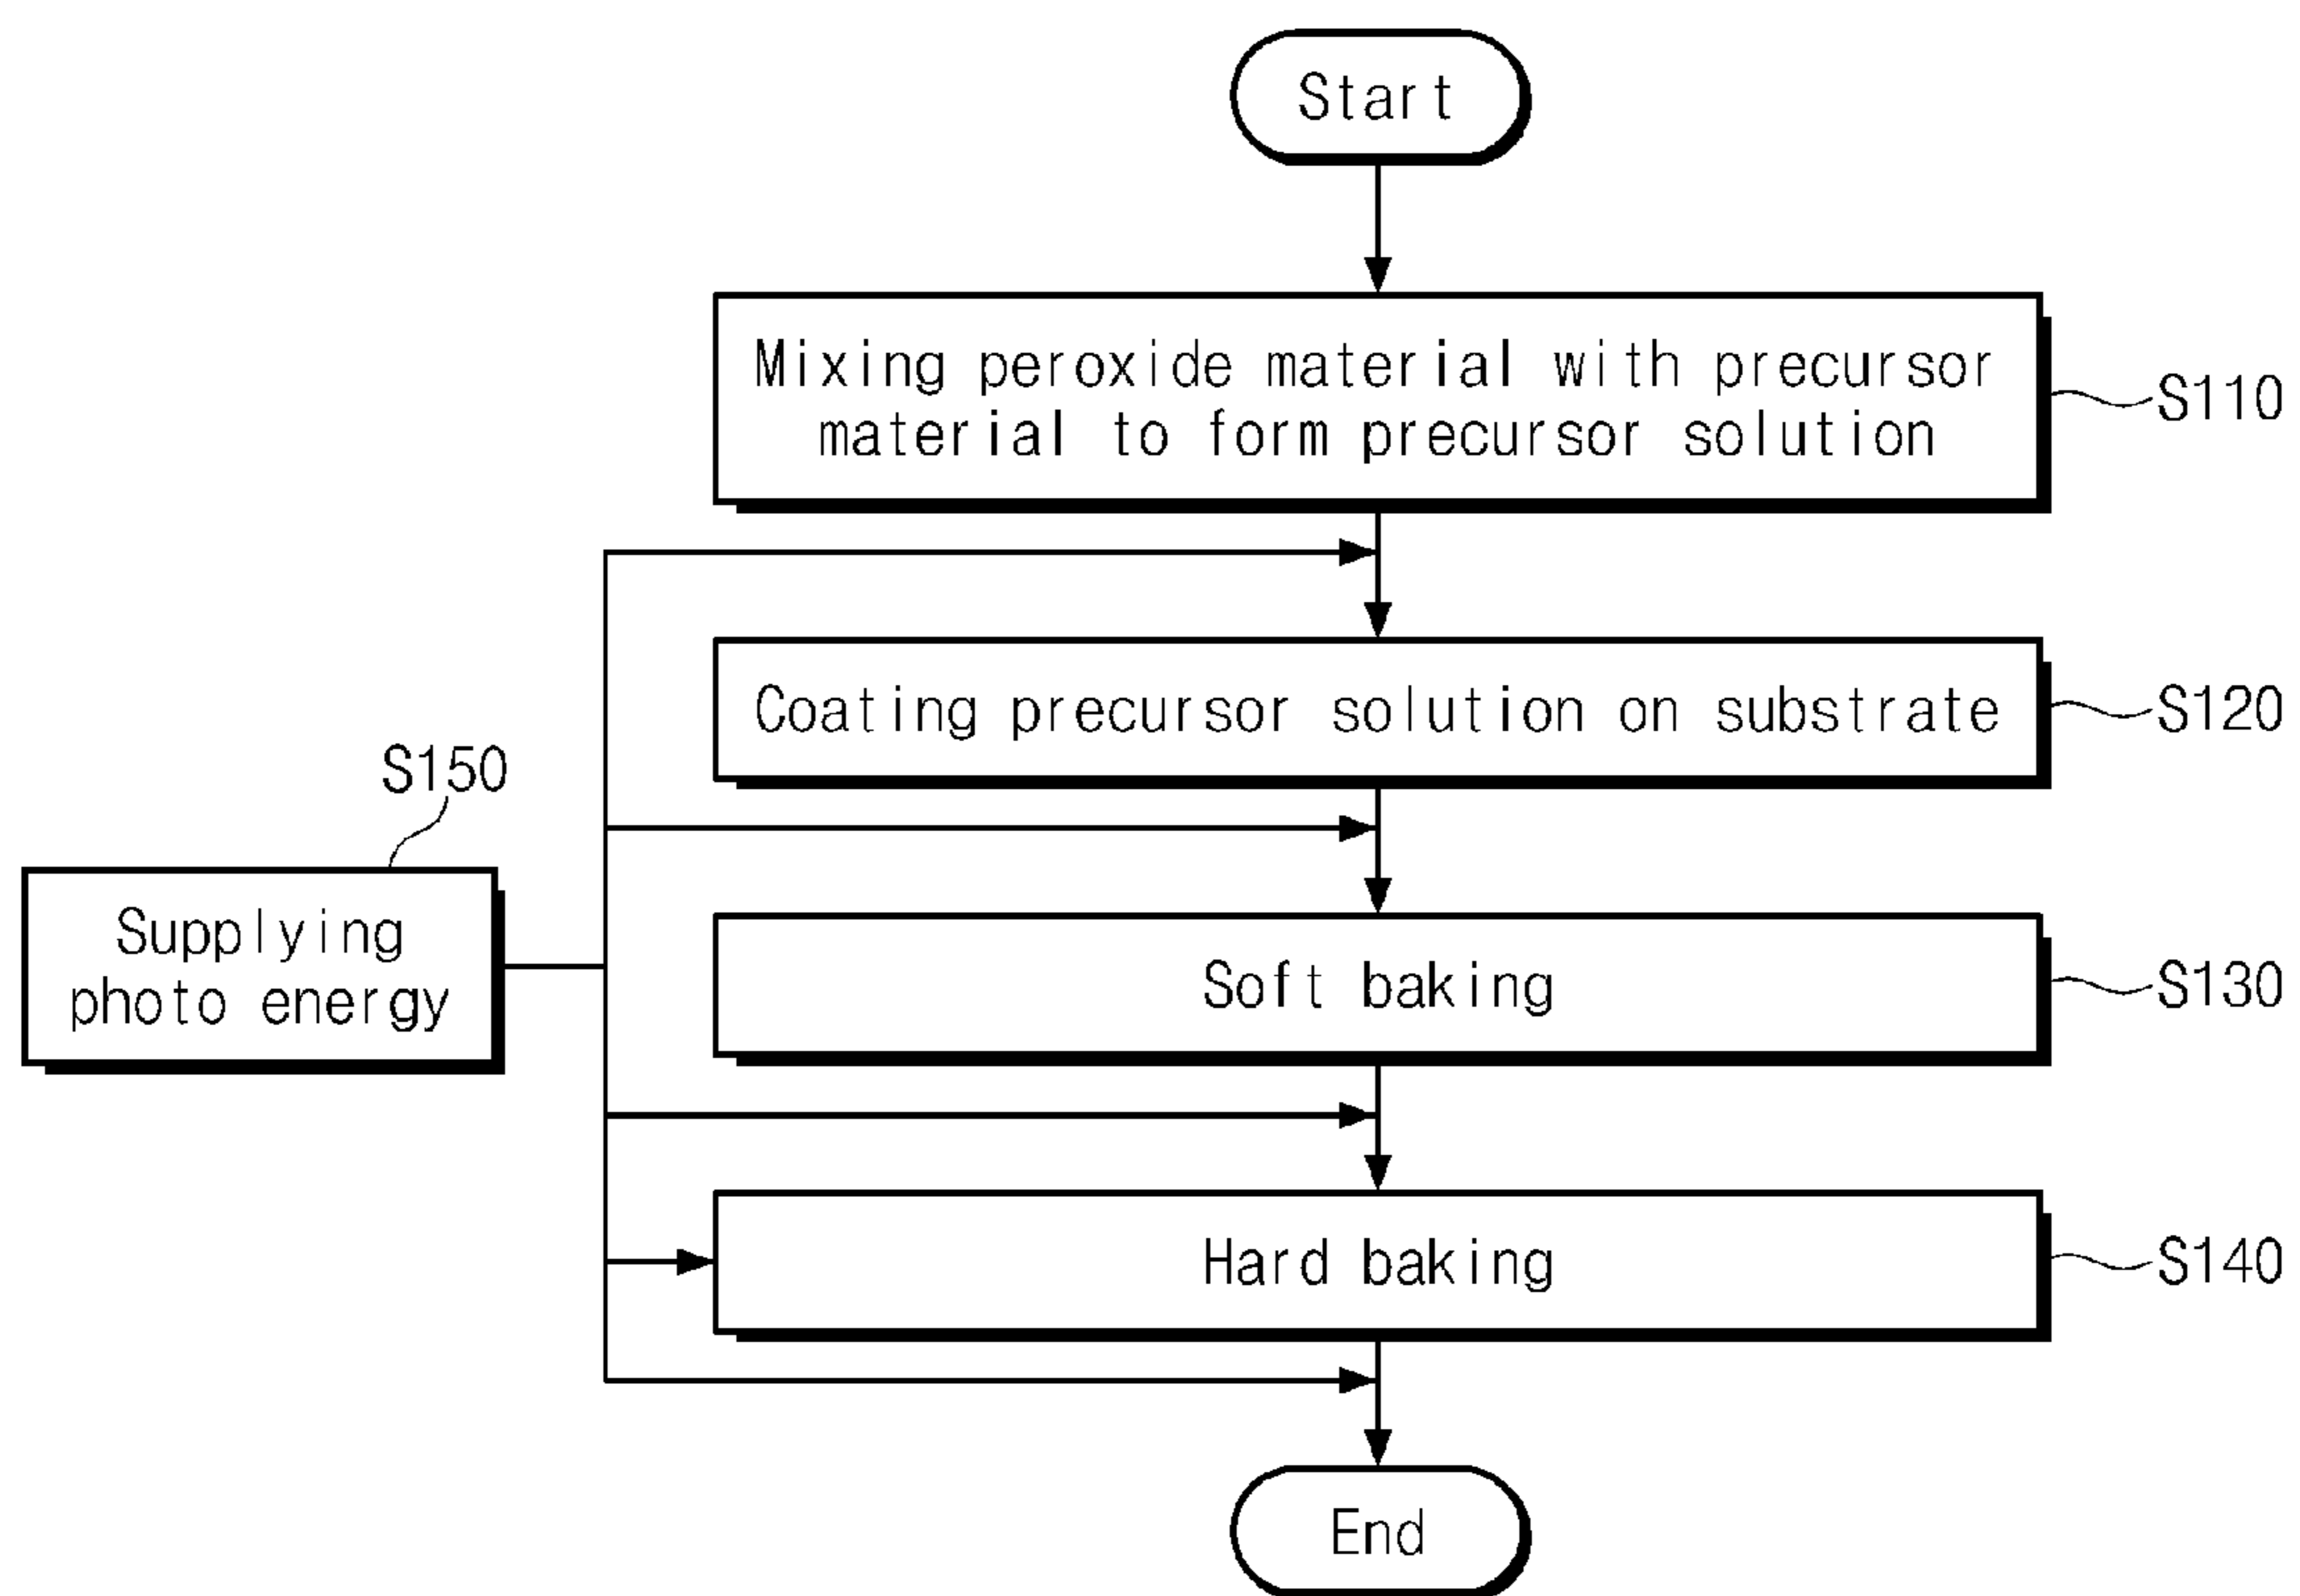 Start
Mixing peroxide material with precursor
material to form precursor solution
S110
Coating precursor solution on substrate
S120
S150
Supplying
photo energy
Soft baking
S130
Hard baking
S140
End